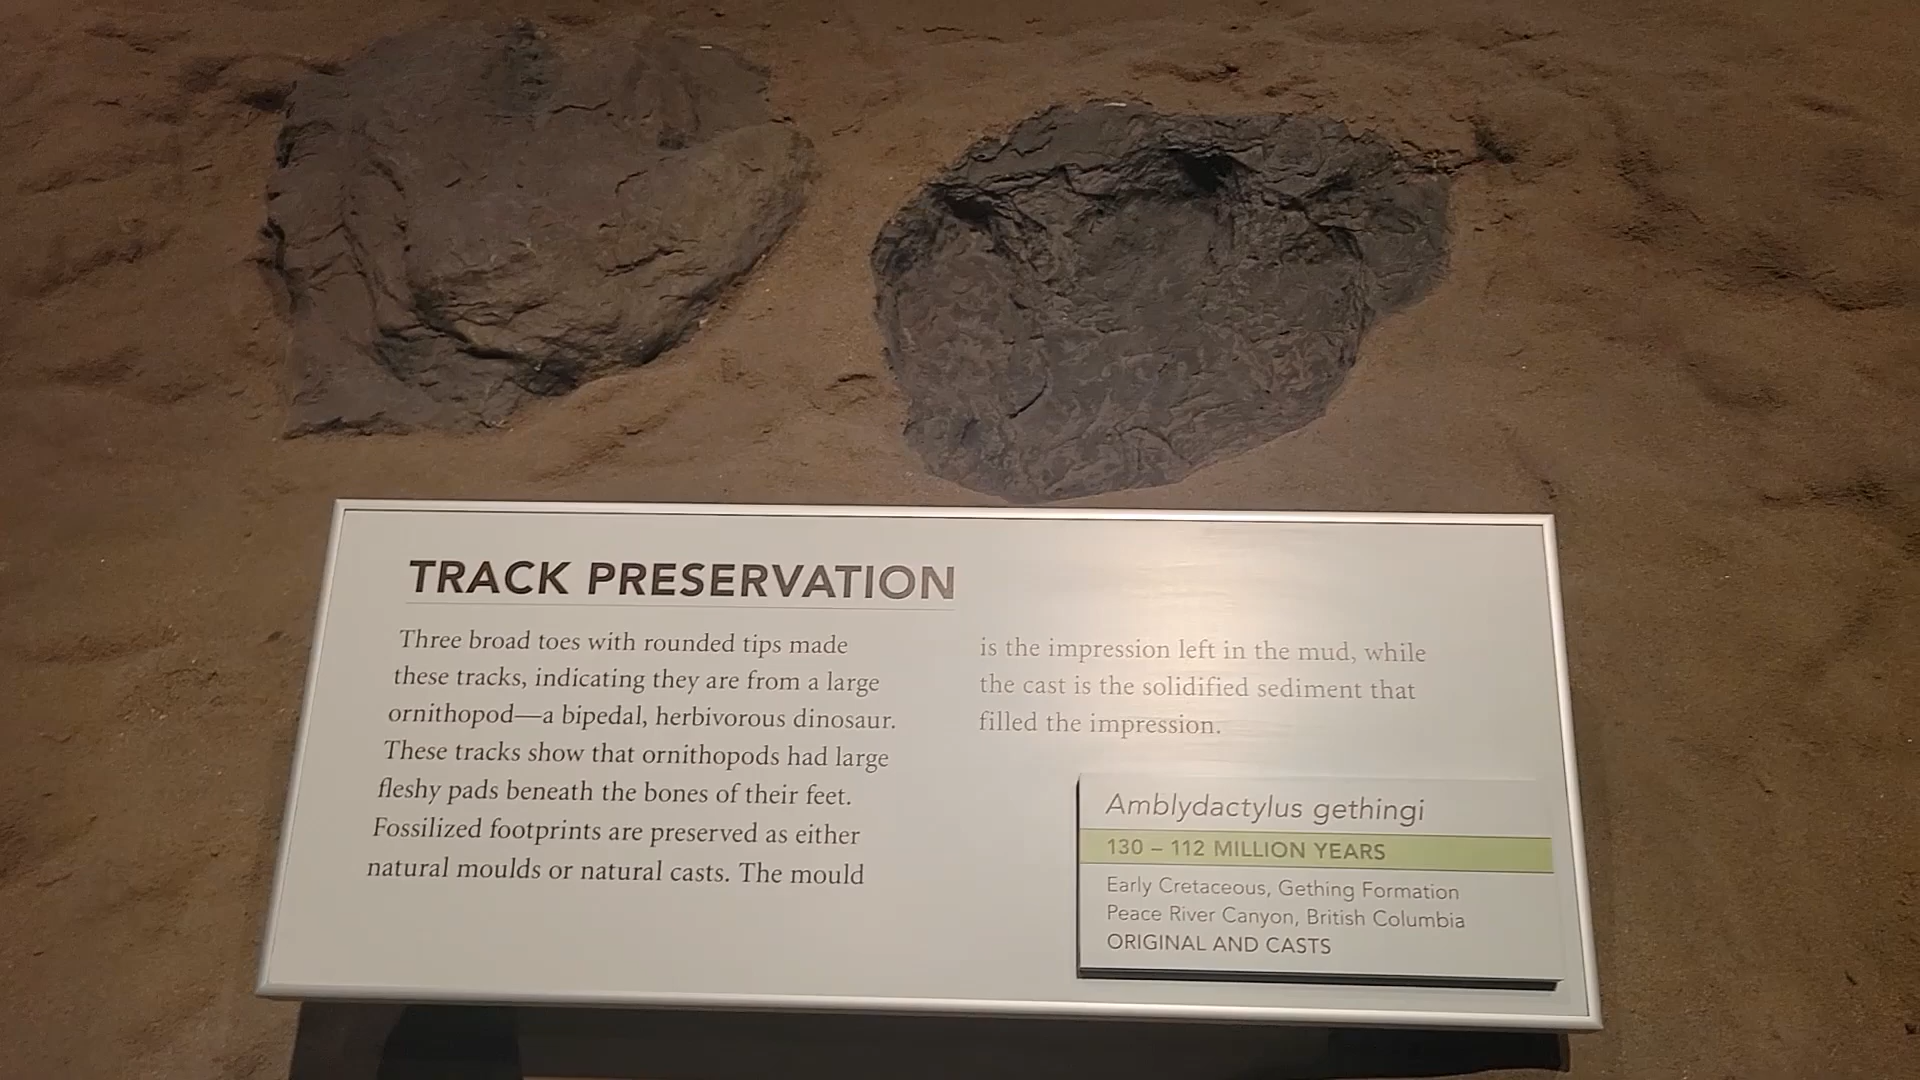 TRACK PRESERVATION
Three broad toes with rounded tips made
these tracks, indicating they are from a large
ornithopod—a bipedal, herbivorous dinosaur.
These tracks show that ornithopods had large
fleshy pads beneath the bones of their feet.
Fossilized footprints are preserved as either
natural moulds or natural casts. The mould
is the impression left in the mud, while
the cast is the solidified sediment that
filled the impression.
Amblydactylus gethingi
130 – 112 MILLION YEARS
Early Cretaceous, Gething Formation
Peace River Canyon, British Columbia
ORIGINAL AND CASTS